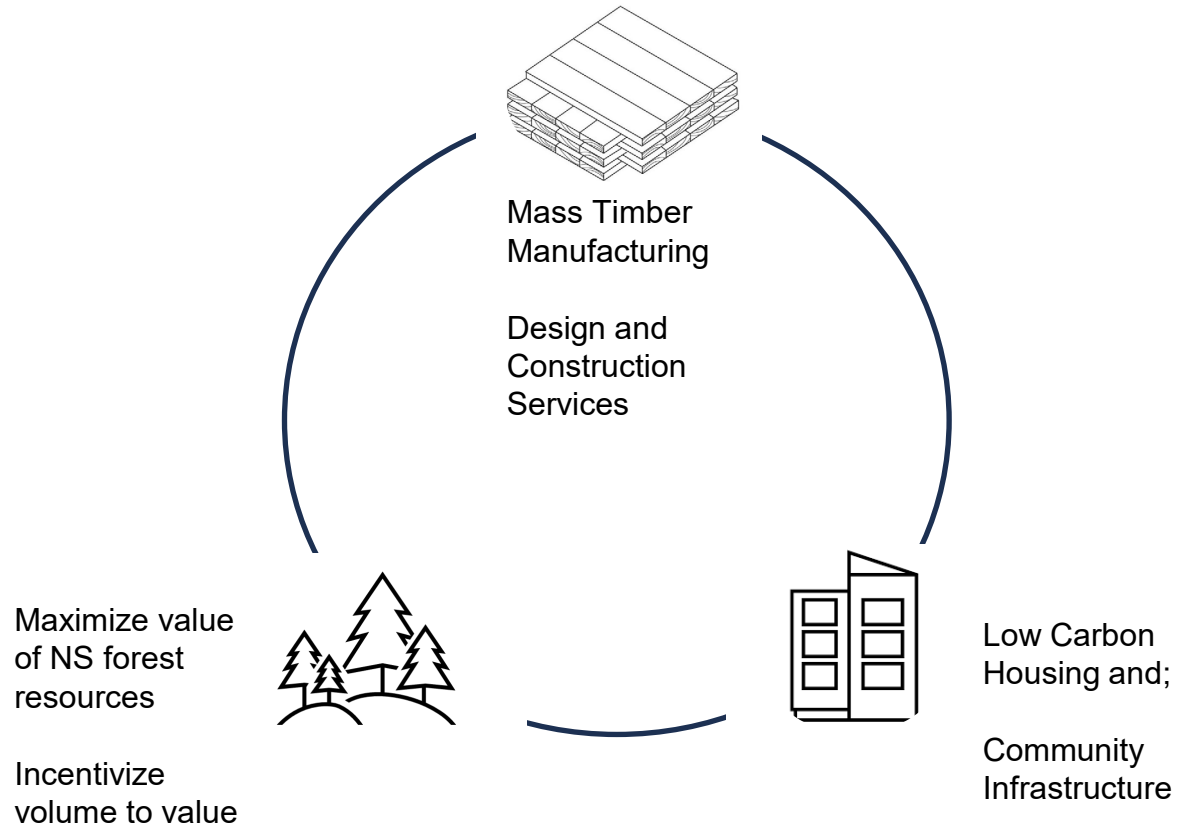 Mass Timber
Manufacturing
Design and
Construction
Services
Maximize value
of NS forest
resources
Incentivize
volume to value
Low Carbon
Housing and;
Community
Infrastructure